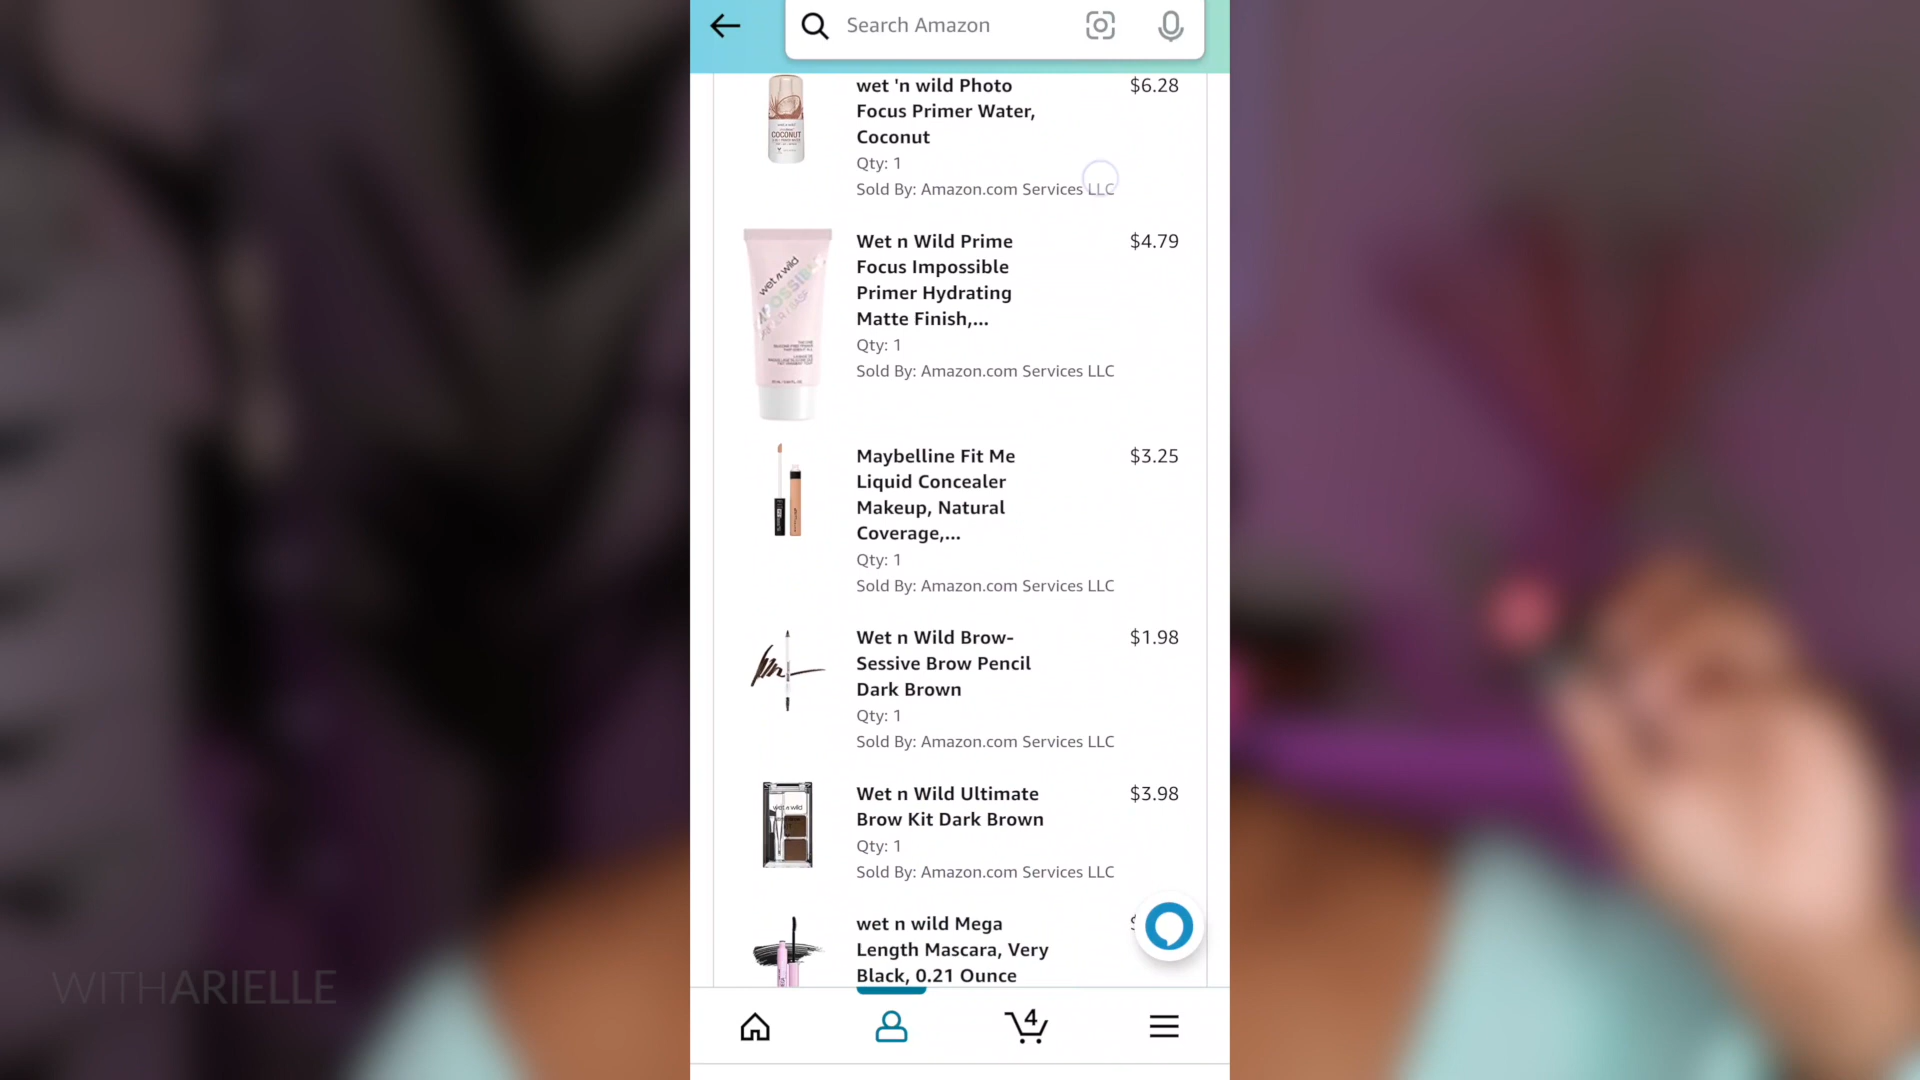 Search Amazon
wet 'n wild Photo
Focus Primer Water,
Coconut
Qty: 1
Sold By: Amazon.com Services LLC
$6.28
COCONUT
Wet n Wild Prime
Focus Impossible
Primer Hydrating
Matte Finish,...
Qty: 1
Sold By: Amazon.com Services LLC
$4.79
wet n wild
Maybelline Fit Me
Liquid Concealer
Makeup, Natural
Coverage,...
Qty: 1
Sold By: Amazon.com Services LLC
$3.25
Wet n Wild Brow-
Sessive Brow Pencil
Dark Brown
Qty: 1
Sold By: Amazon.com Services LLC
$1.98
Wet n Wild Ultimate
Brow Kit Dark Brown
Qty: 1
Sold By: Amazon.com Services LLC
$3.98
wet n wild
wet n wild Mega
Length Mascara, Very
Black, 0.21 Ounce
4
WITHARIELLE